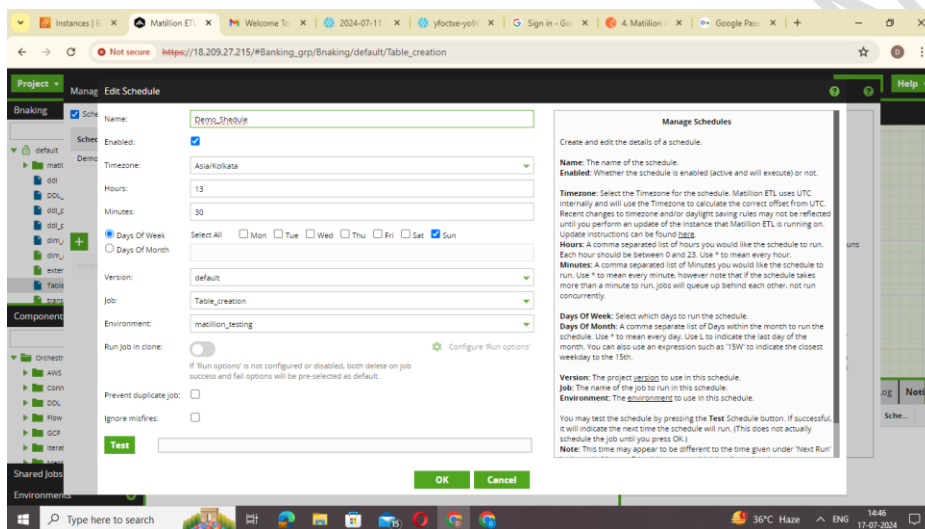 Instances | E
Matillion ET
Welcome To
2024-07-11
yfoctxe-yo9
Sign in - Go
4. Matillion /
Google Pass
Not secure
https://18.209.27.215/#Banking_grp/Bnaking/default/Table_creation
Project
Manag
Edit Schedule
Help
Bnaking
Sche
Name:
Demo_Shedule
Manage Schedules
Sched
Enabled:
Create and edit the details of a schedule.
default
Demo
Timezone:
Asia/Kolkata
Name: The name of the schedule.
Enabled: Whether the schedule is enabled (active and will execute) or not.
matil
ddl
DDL_
ddl_p
ddl_p
dim_
dim_
exter
Table
trans
Hours:
13
Minutes:
30
Timezone: Select the Timezone for the schedule. Matillion ETL uses UTC
internally and will use the Timezone to calculate the correct offset from UTC.
Recent changes to timezone and/or daylight saving rules may not be reflected
until you perform an update of the instance that Matillion ETL is running on.
Update instructions can be found here.
Days Of Week
Select All
Mon
Tue
Wed
Thu
Fri
Sat
Sun
Days Of Month
Hours: A comma separated list of hours you would like the schedule to run.
Each hour should be between 0 and 23. Use * to mean every hour.
Minutes: A comma separated list of Minutes you would like the schedule to
run. Use * to mean every minute, however note that if the schedule takes
more than a minute to run, jobs will queue up behind each other, not run
concurrently.
uns
Version:
default
Job:
Table_creation
Environment:
matillion_testing
Days Of Week: Select which days to run the schedule.
Days Of Month: A comma separate list of Days within the month to run the
schedule. Use * to mean every day. Use L to indicate the last day of the
month. You can also use an expression such as '15W' to indicate the closest
weekday to the 15th.
Component
Run Job in clone:
Configure 'Run options'
If 'Run options' is not configured or disabled, both delete on job
success and fail options will be pre-selected as default.
Version: The project version to use in this schedule.
Job: The name of the job to run in this schedule.
Environment: The environment to use in this schedule.
Orchestr
AWS
Conn
DDL
Flow
GCP
Iterat
Prevent duplicate job:
Ignore misfires:
Test
You may test the schedule by pressing the Test Schedule button. If successful,
it will indicate the next time the schedule will run. (This does not actually
schedule the job until you press OK.)
Note: This time may appear to be different to the time given under 'Next Run'
og
Noti
Sche...
OK
Cancel
Shared Jobs
Environments
Type here to search
15
36°C Haze
ENG
14:46
17-07-2024